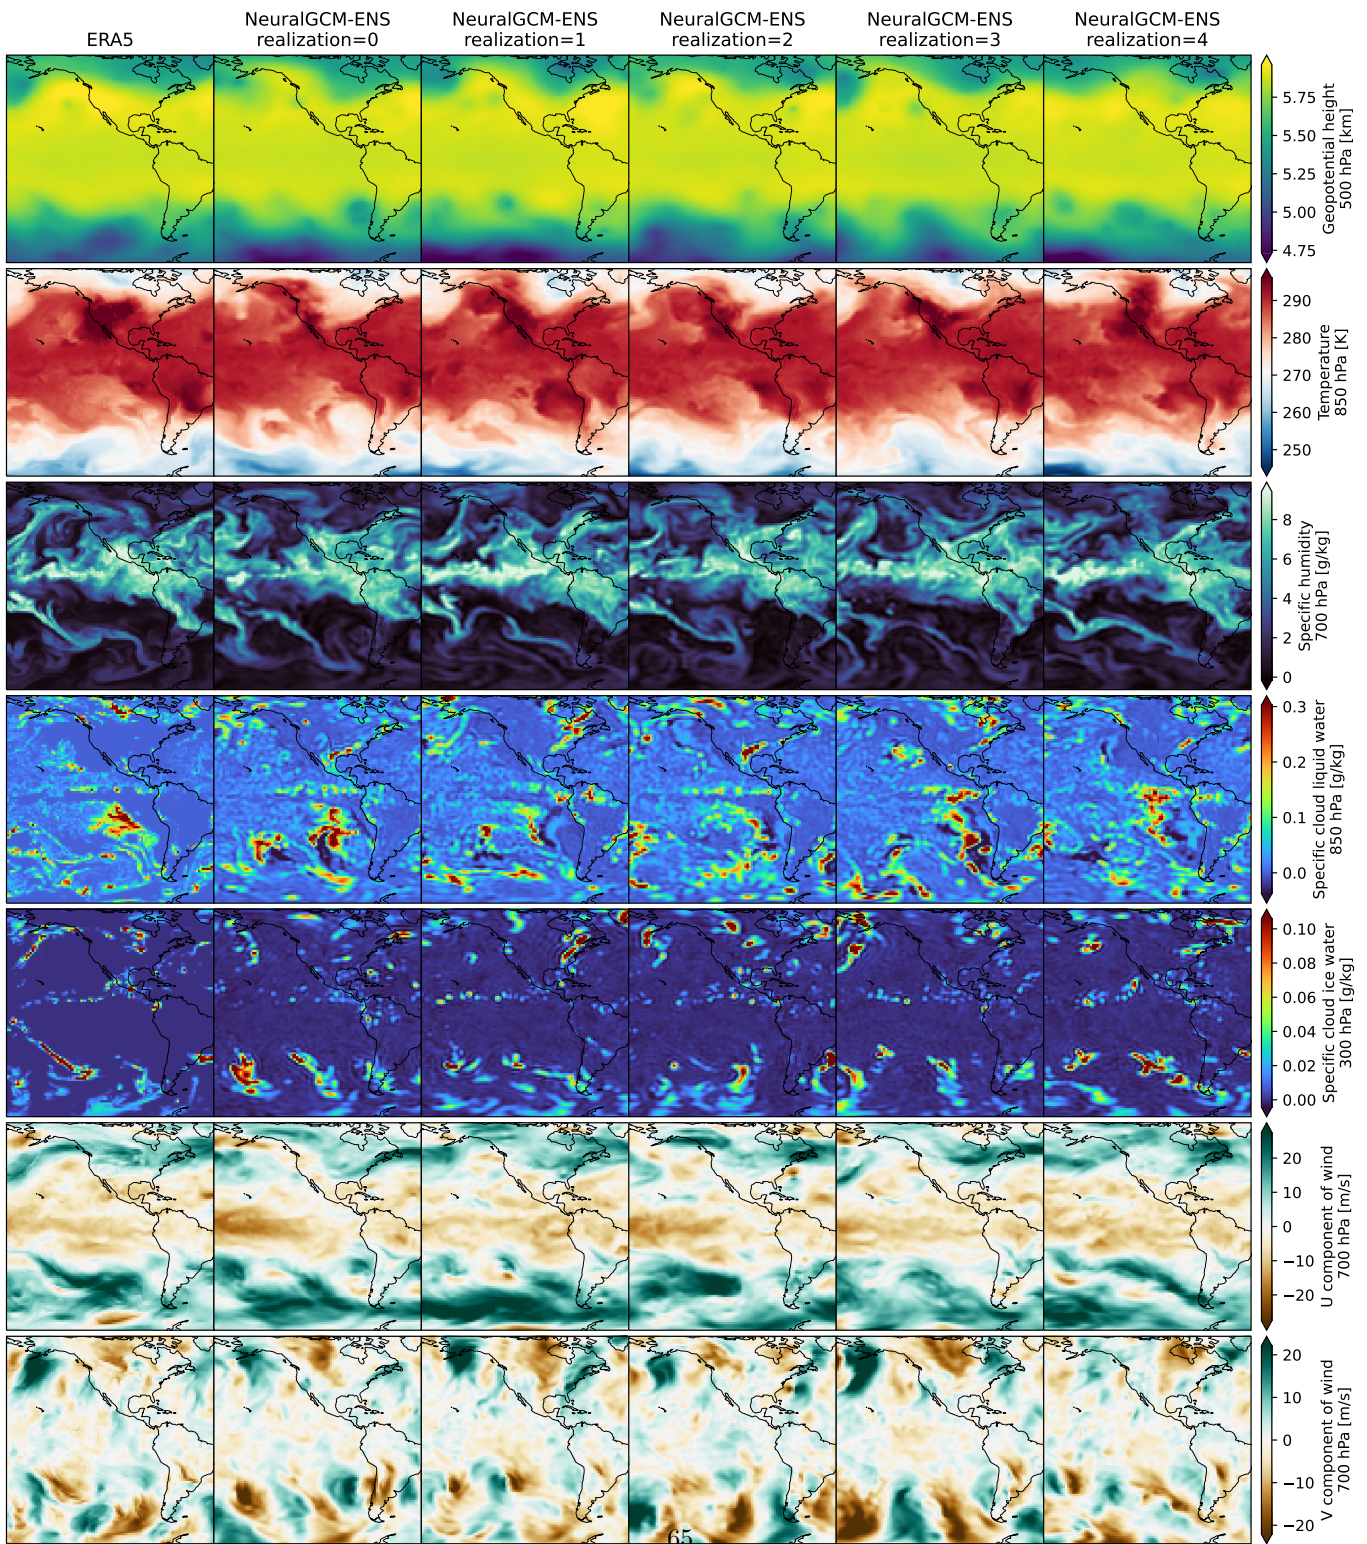 ERA5
NeuralGCM-ENS
realization=0
NeuralGCM-ENS
realization=1
NeuralGCM-ENS
realization=2
NeuralGCM-ENS
realization=3
NeuralGCM-ENS
realization=4
5.75
5.50
5.25
5.00
4.75
Geopotential height
500 hPa [km]
290
280
270
260
250
Temperature
850 hPa [K]
8
6
4
2
0
Specific humidity
700 hPa [g/kg]
0.3
0.2
0.1
0.0
Specific cloud liquid water
850 hPa [g/kg]
0.10
0.08
0.06
0.04
0.02
0.00
Specific cloud ice water
300 hPa [g/kg]
20
10
0
−10
−20
U component of wind
700 hPa [m/s]
20
10
0
−10
−20
V component of wind
700 hPa [m/s]
65